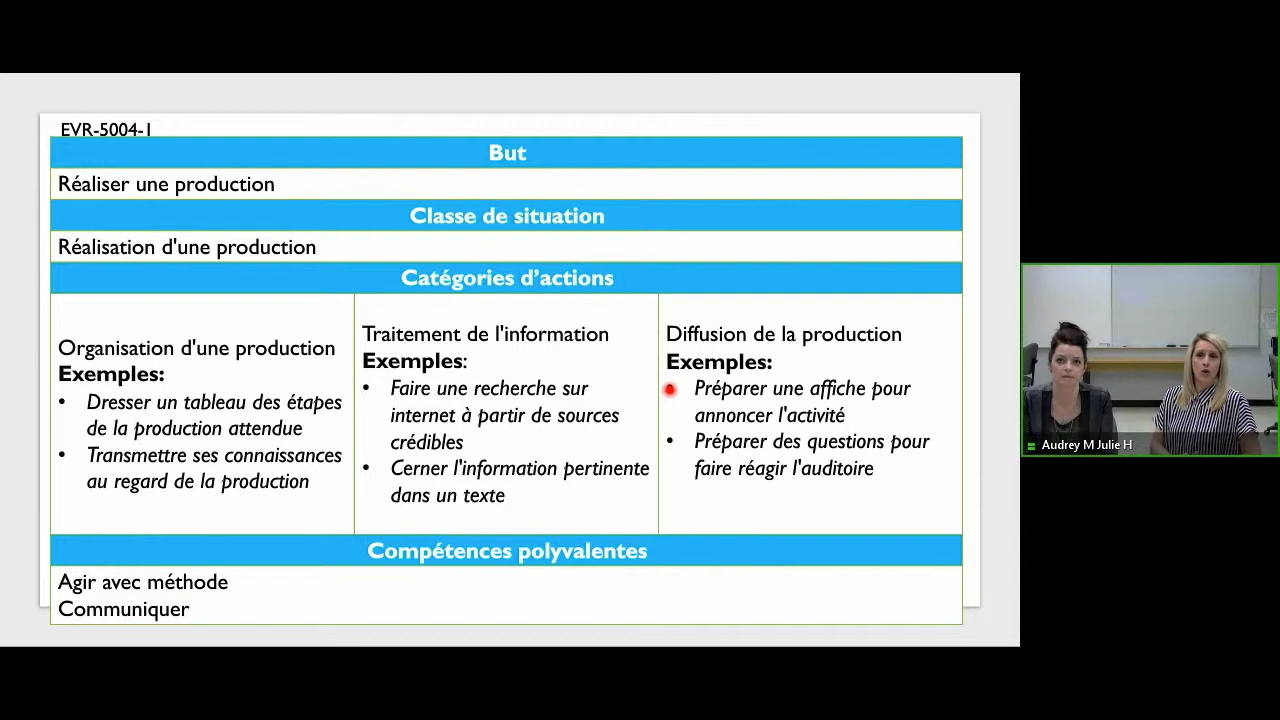 EVR-5004-1
But
Réaliser une production
Classe de situation
Réalisation d'une production
Catégories d’actions
Organisation d'une production
Exemples:
• Dresser un tableau des étapes
de la production attendue
• Transmettre ses connaissances
au regard de la production
Traitement de l'information
Exemples:
• Faire une recherche sur
internet à partir de sources
crédibles
• Cerner l'information pertinente
dans un texte
Diffusion de la production
Exemples:
Préparer une affiche pour
annoncer l'activité
• Préparer des questions pour
faire réagir l'auditoire
Compétences polyvalentes
Agir avec méthode
Communiquer
Audrey M Julie H